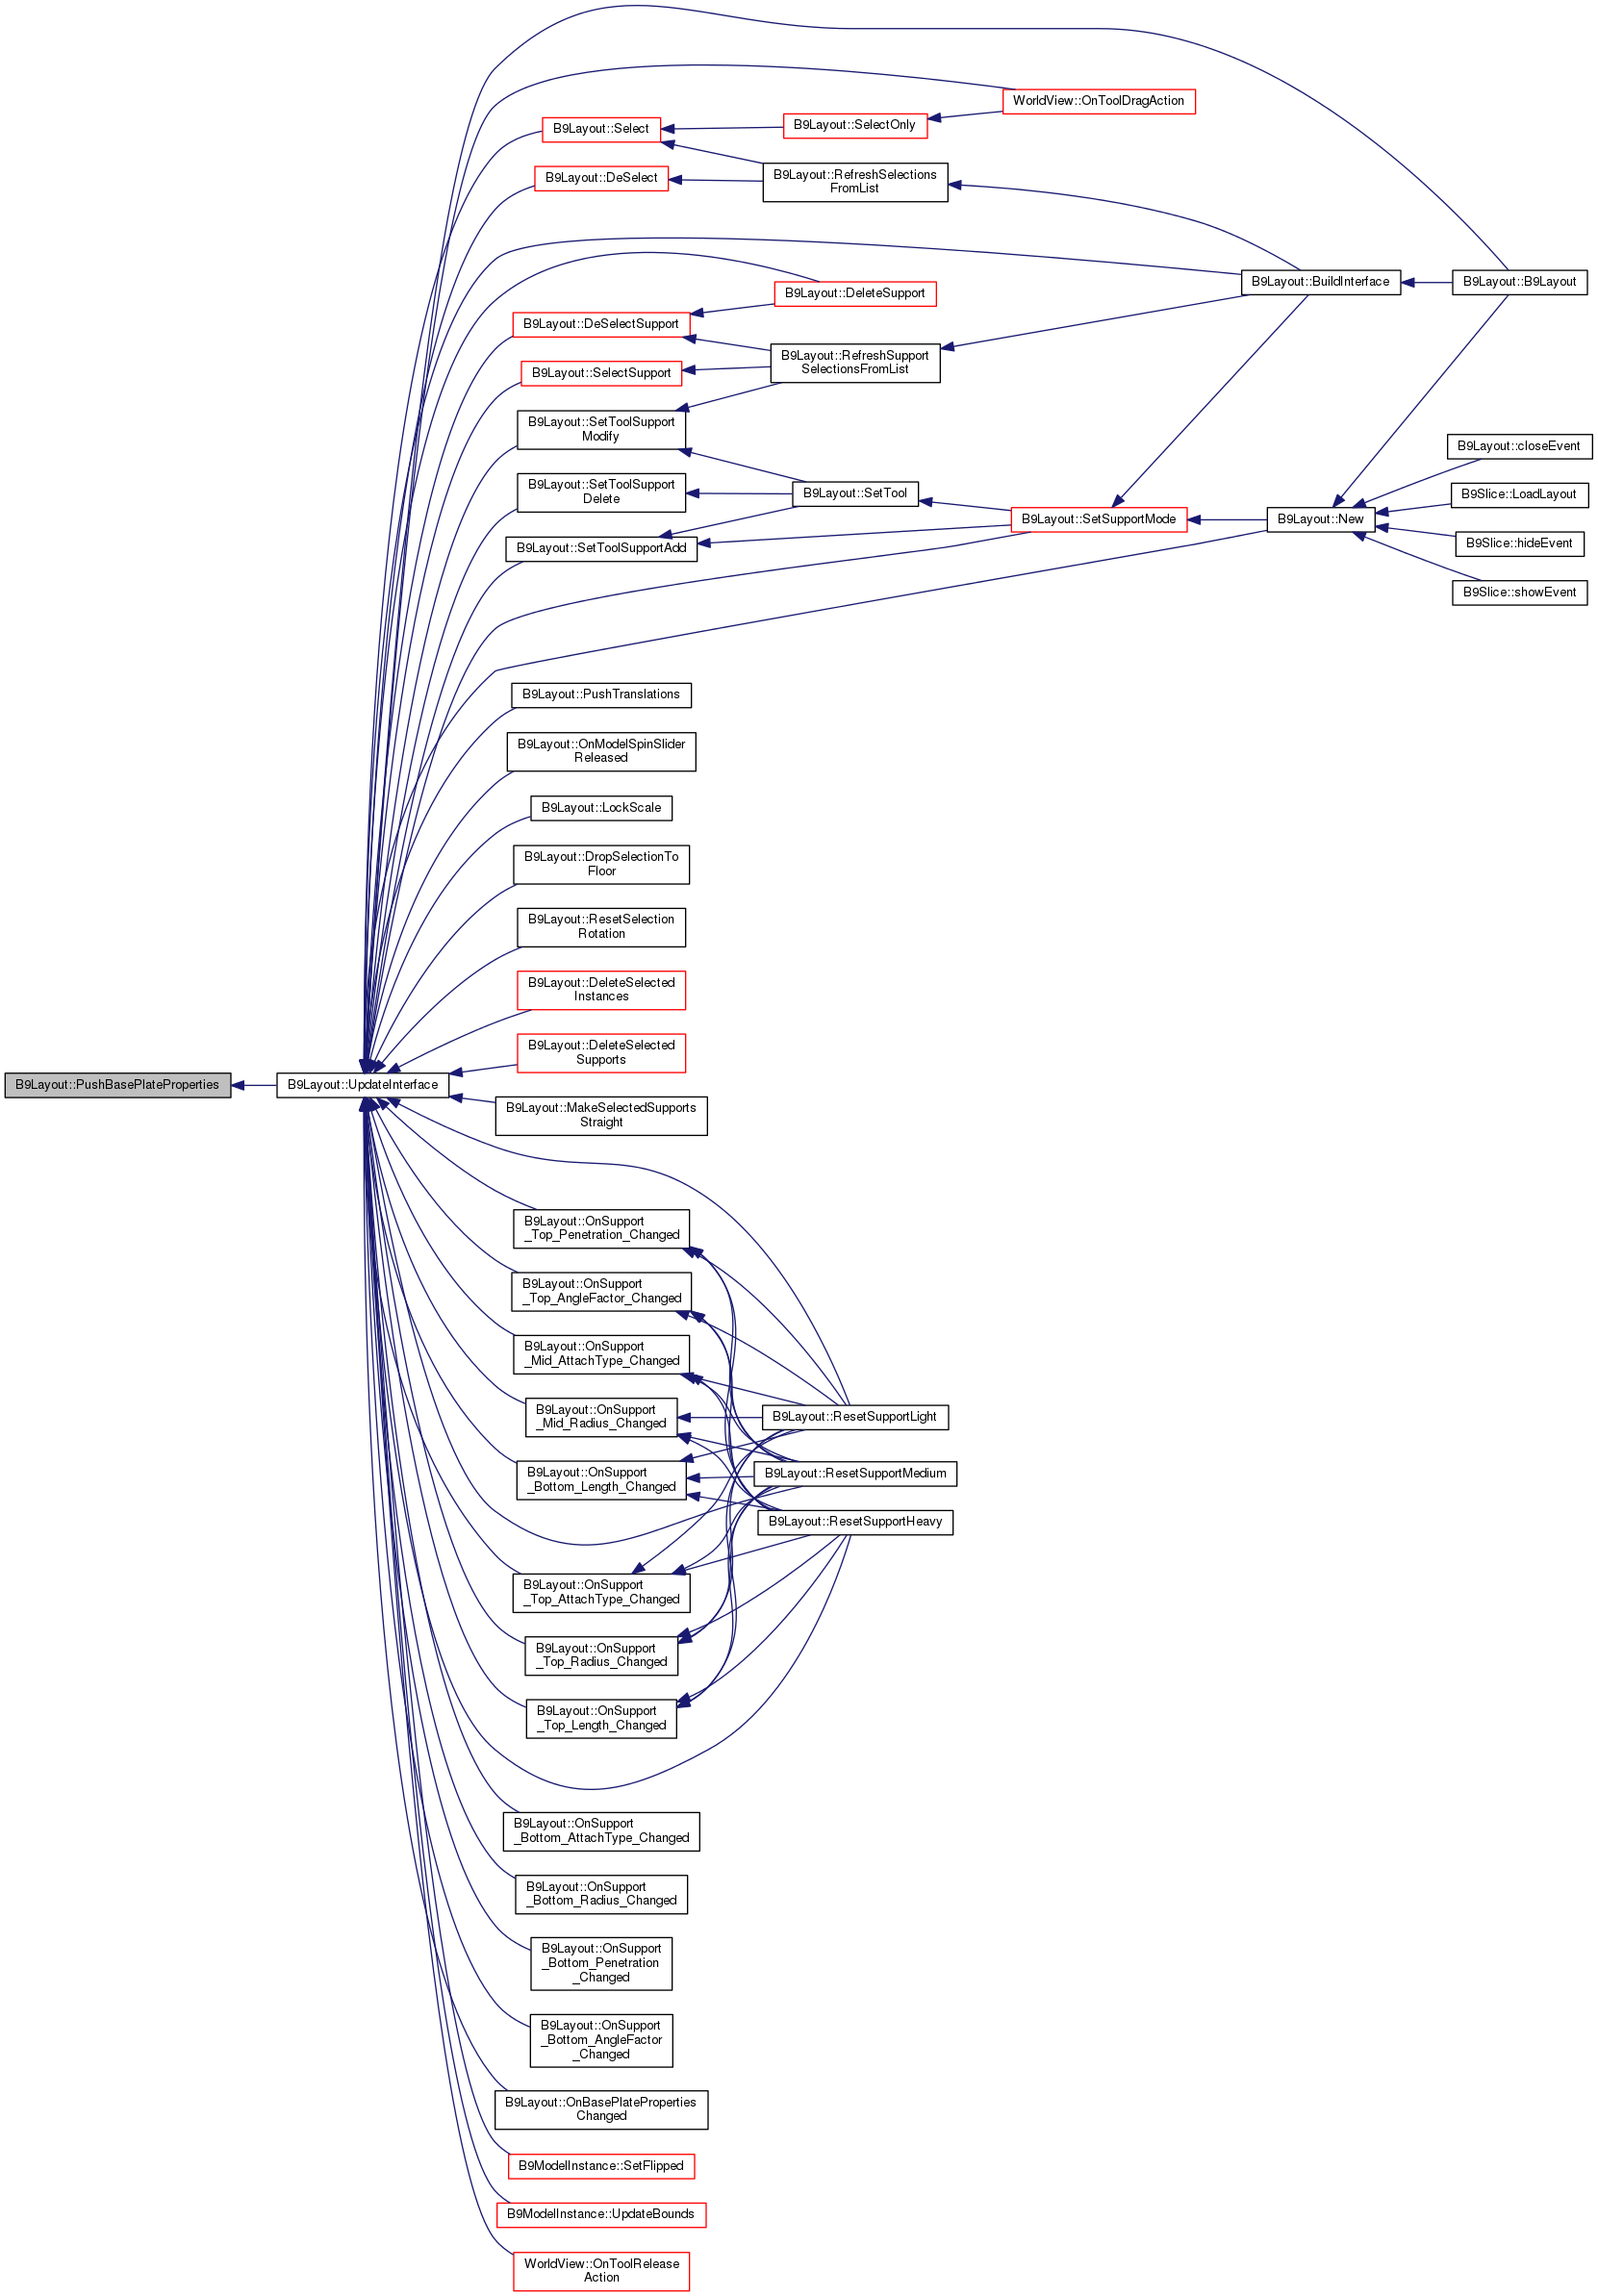 WorldView::OnToolDragAction
B9Layout::Select
B9Layout::SelectOnly
B9Layout::DeSelect
B9Layout::RefreshSelections
FromList
B9Layout::BuildInterface
B9Layout::B9Layout
B9Layout::DeleteSupport
B9Layout::DeSelectSupport
B9Layout::RefreshSupport
SelectionsFromList
B9Layout::SelectSupport
B9Layout::SetToolSupport
Modify
B9Layout::closeEvent
B9Layout::SetToolSupport
Delete
B9Layout::SetTool
B9Slice::LoadLayout
B9Layout::SetSupportMode
B9Layout::New
B9Layout::SetToolSupportAdd
B9Slice::hideEvent
B9Slice::showEvent
B9Layout::PushTranslations
B9Layout::OnModelSpinSlider
Released
B9Layout::LockScale
B9Layout::DropSelectionTo
Floor
B9Layout::ResetSelection
Rotation
B9Layout::DeleteSelected
Instances
B9Layout::DeleteSelected
Supports
B9Layout::PushBasePlateProperties
B9Layout::UpdateInterface
B9Layout::MakeSelectedSupports
Straight
B9Layout::OnSupport
_Top_Penetration_Changed
B9Layout::OnSupport
_Top_AngleFactor_Changed
B9Layout::OnSupport
_Mid_AttachType_Changed
B9Layout::OnSupport
_Mid_Radius_Changed
B9Layout::ResetSupportLight
B9Layout::OnSupport
_Bottom_Length_Changed
B9Layout::ResetSupportMedium
B9Layout::ResetSupportHeavy
B9Layout::OnSupport
_Top_AttachType_Changed
B9Layout::OnSupport
_Top_Radius_Changed
B9Layout::OnSupport
_Top_Length_Changed
B9Layout::OnSupport
_Bottom_AttachType_Changed
B9Layout::OnSupport
_Bottom_Radius_Changed
B9Layout::OnSupport
_Bottom_Penetration
_Changed
B9Layout::OnSupport
_Bottom_AngleFactor
_Changed
B9Layout::OnBasePlateProperties
Changed
B9ModelInstance::SetFlipped
B9ModelInstance::UpdateBounds
WorldView::OnToolRelease
Action